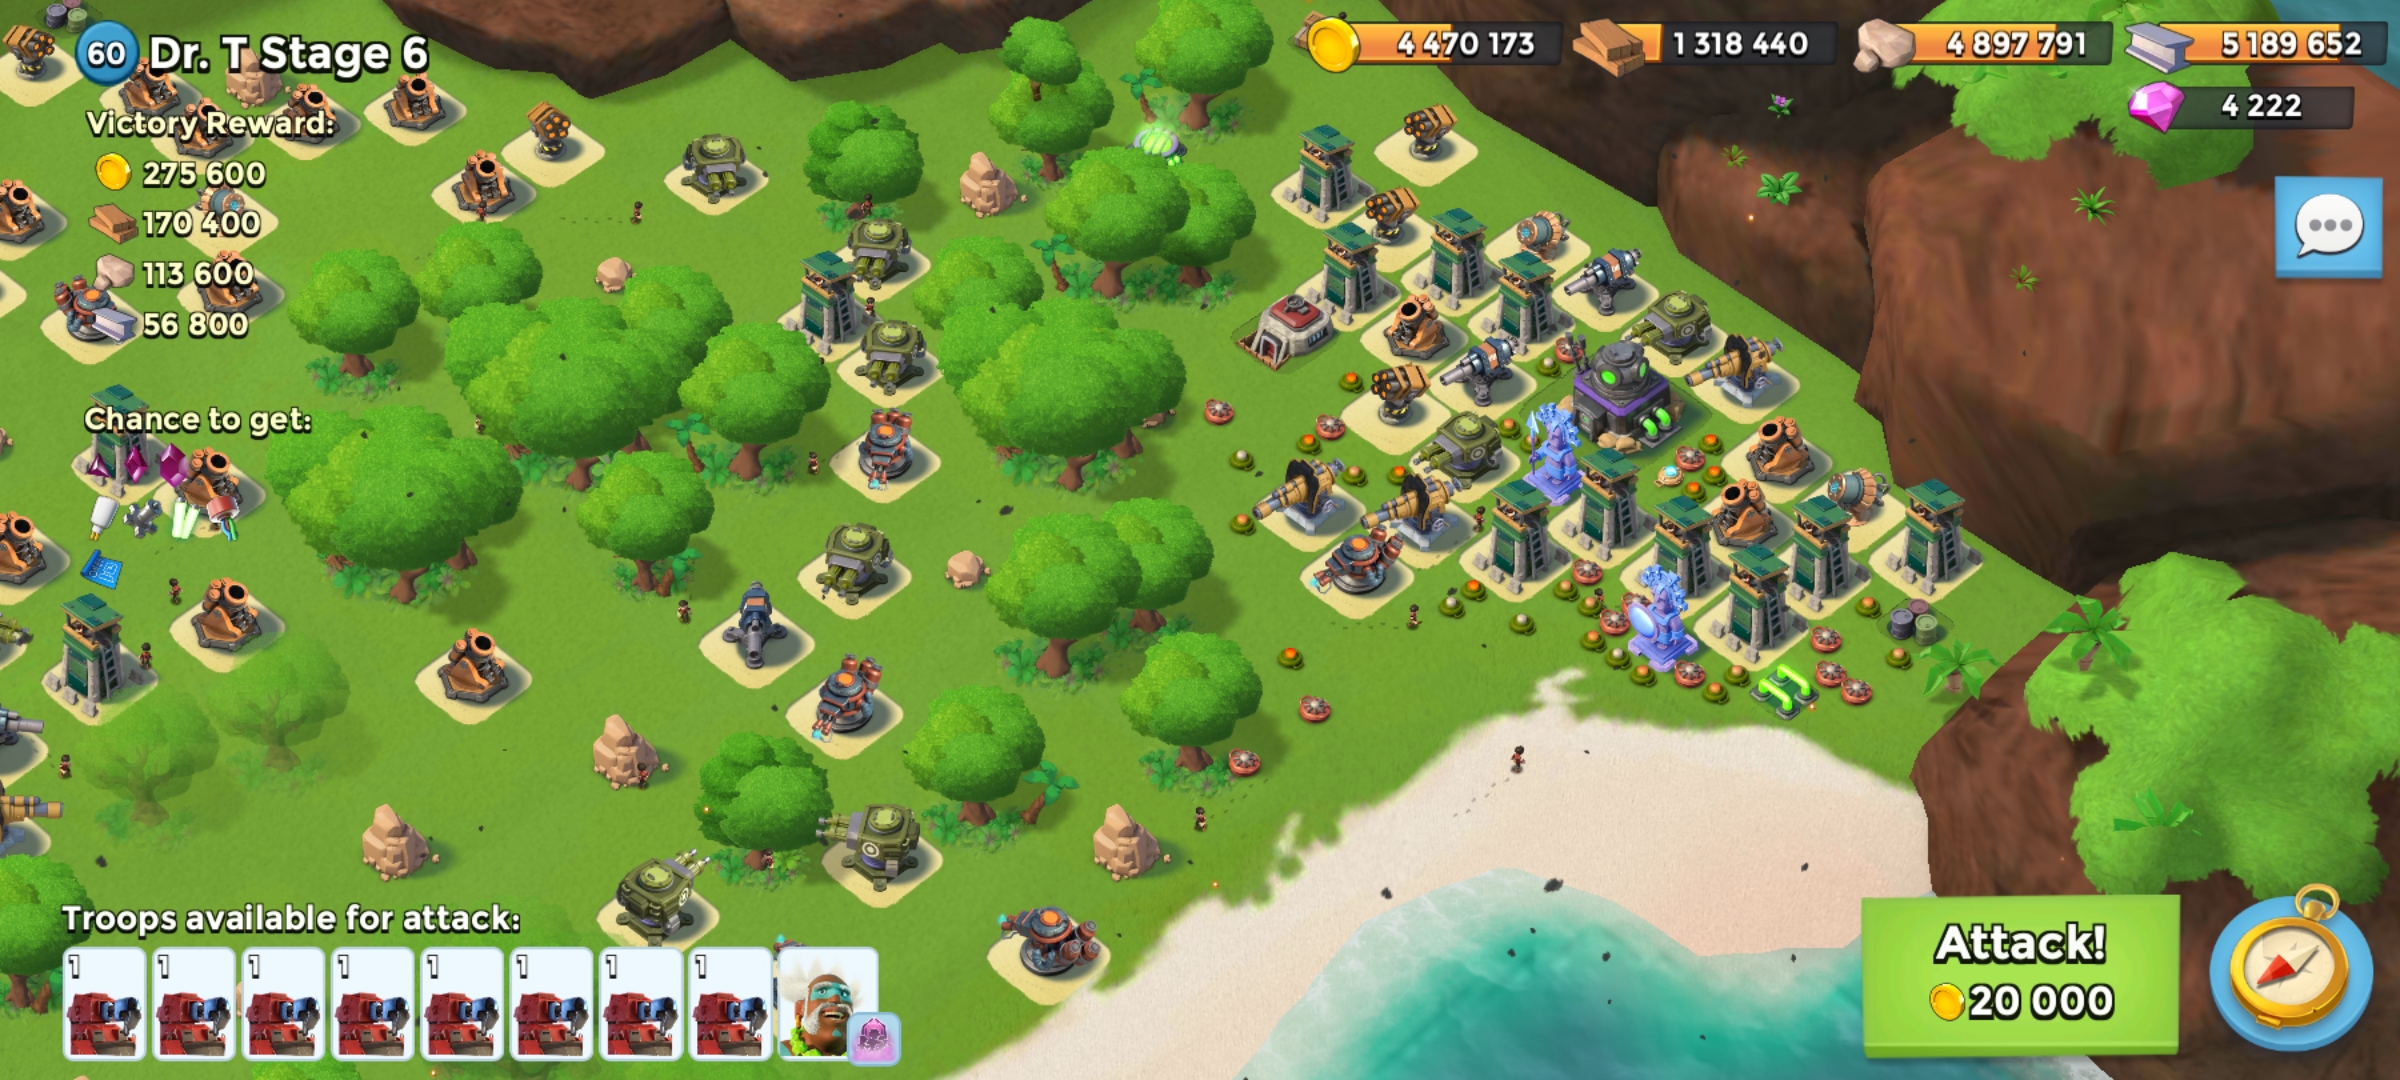 60 Dr. T Stage 6
4 470 173
1 318 440
4 897 791
5 189 652
4 222
Victory Reward:
275 600
170 400
113 600
56 800
Chance to get:
Troops available for attack:
1 1 1 1 1 1 1 1
Attack!
20 000